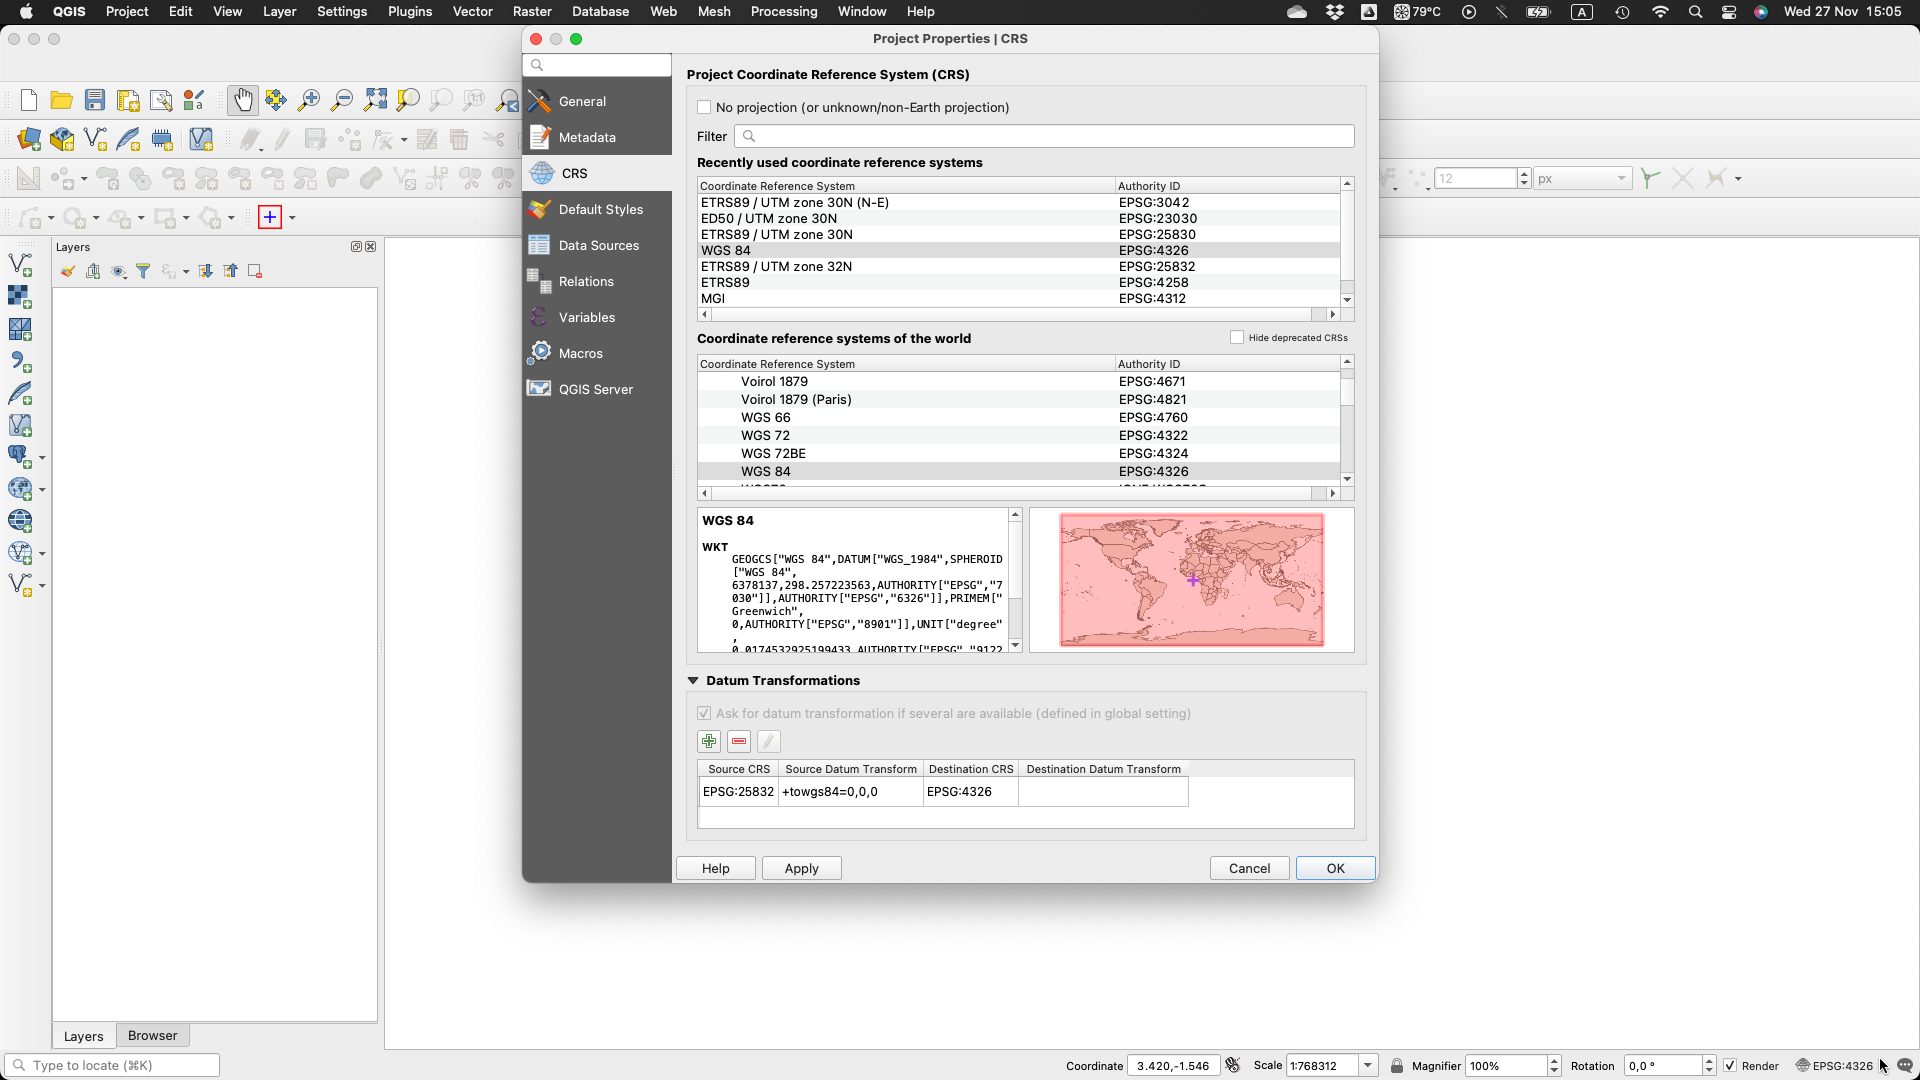 QGIS Project Edit View Layer Settings Plugins Vector Raster Database Web Mesh Processing Window Help 79°C A Wed 27 Nov 15:05
Project Properties | CRS
General
Metadata
CRS
Default Styles
Data Sources
Relations
Variables
Macros
QGIS Server
Project Coordinate Reference System (CRS)
No projection (or unknown/non-Earth projection)
Filter
Recently used coordinate reference systems
Coordinate Reference System Authority ID
ETRS89 / UTM zone 30N (N-E) EPSG:3042
ED50 / UTM zone 30N EPSG:23030
ETRS89 / UTM zone 30N EPSG:25830
WGS 84 EPSG:4326
ETRS89 / UTM zone 32N EPSG:25832
ETRS89 EPSG:4258
MGI EPSG:4312
Coordinate reference systems of the world Hide deprecated CRSs
Coordinate Reference System Authority ID
Voirol 1879 EPSG:4671
Voirol 1879 (Paris) EPSG:4821
WGS 66 EPSG:4760
WGS 72 EPSG:4322
WGS 72BE EPSG:4324
WGS 84 EPSG:4326
WGS 84
WKT
GEOGCS["WGS 84",DATUM["WGS_1984",SPHEROID
["WGS 84",
6378137,298.257223563,AUTHORITY["EPSG","7
030"]],AUTHORITY["EPSG","6326"]],PRIMEM["
Greenwich",
0,AUTHORITY["EPSG","8901"]],UNIT["degree"
,
0.0174532925199433,AUTHORITY["EPSG","9122
Datum Transformations
Ask for datum transformation if several are available (defined in global setting)
Source CRS Source Datum Transform Destination CRS Destination Datum Transform
EPSG:25832 +towgs84=0,0,0 EPSG:4326
Help Apply Cancel OK
12 px
Layers
Layers Browser
Type to locate (⌘K)
Coordinate 3.420,-1.546 Scale 1:768312 Magnifier 100% Rotation 0,0 ° Render EPSG:4326